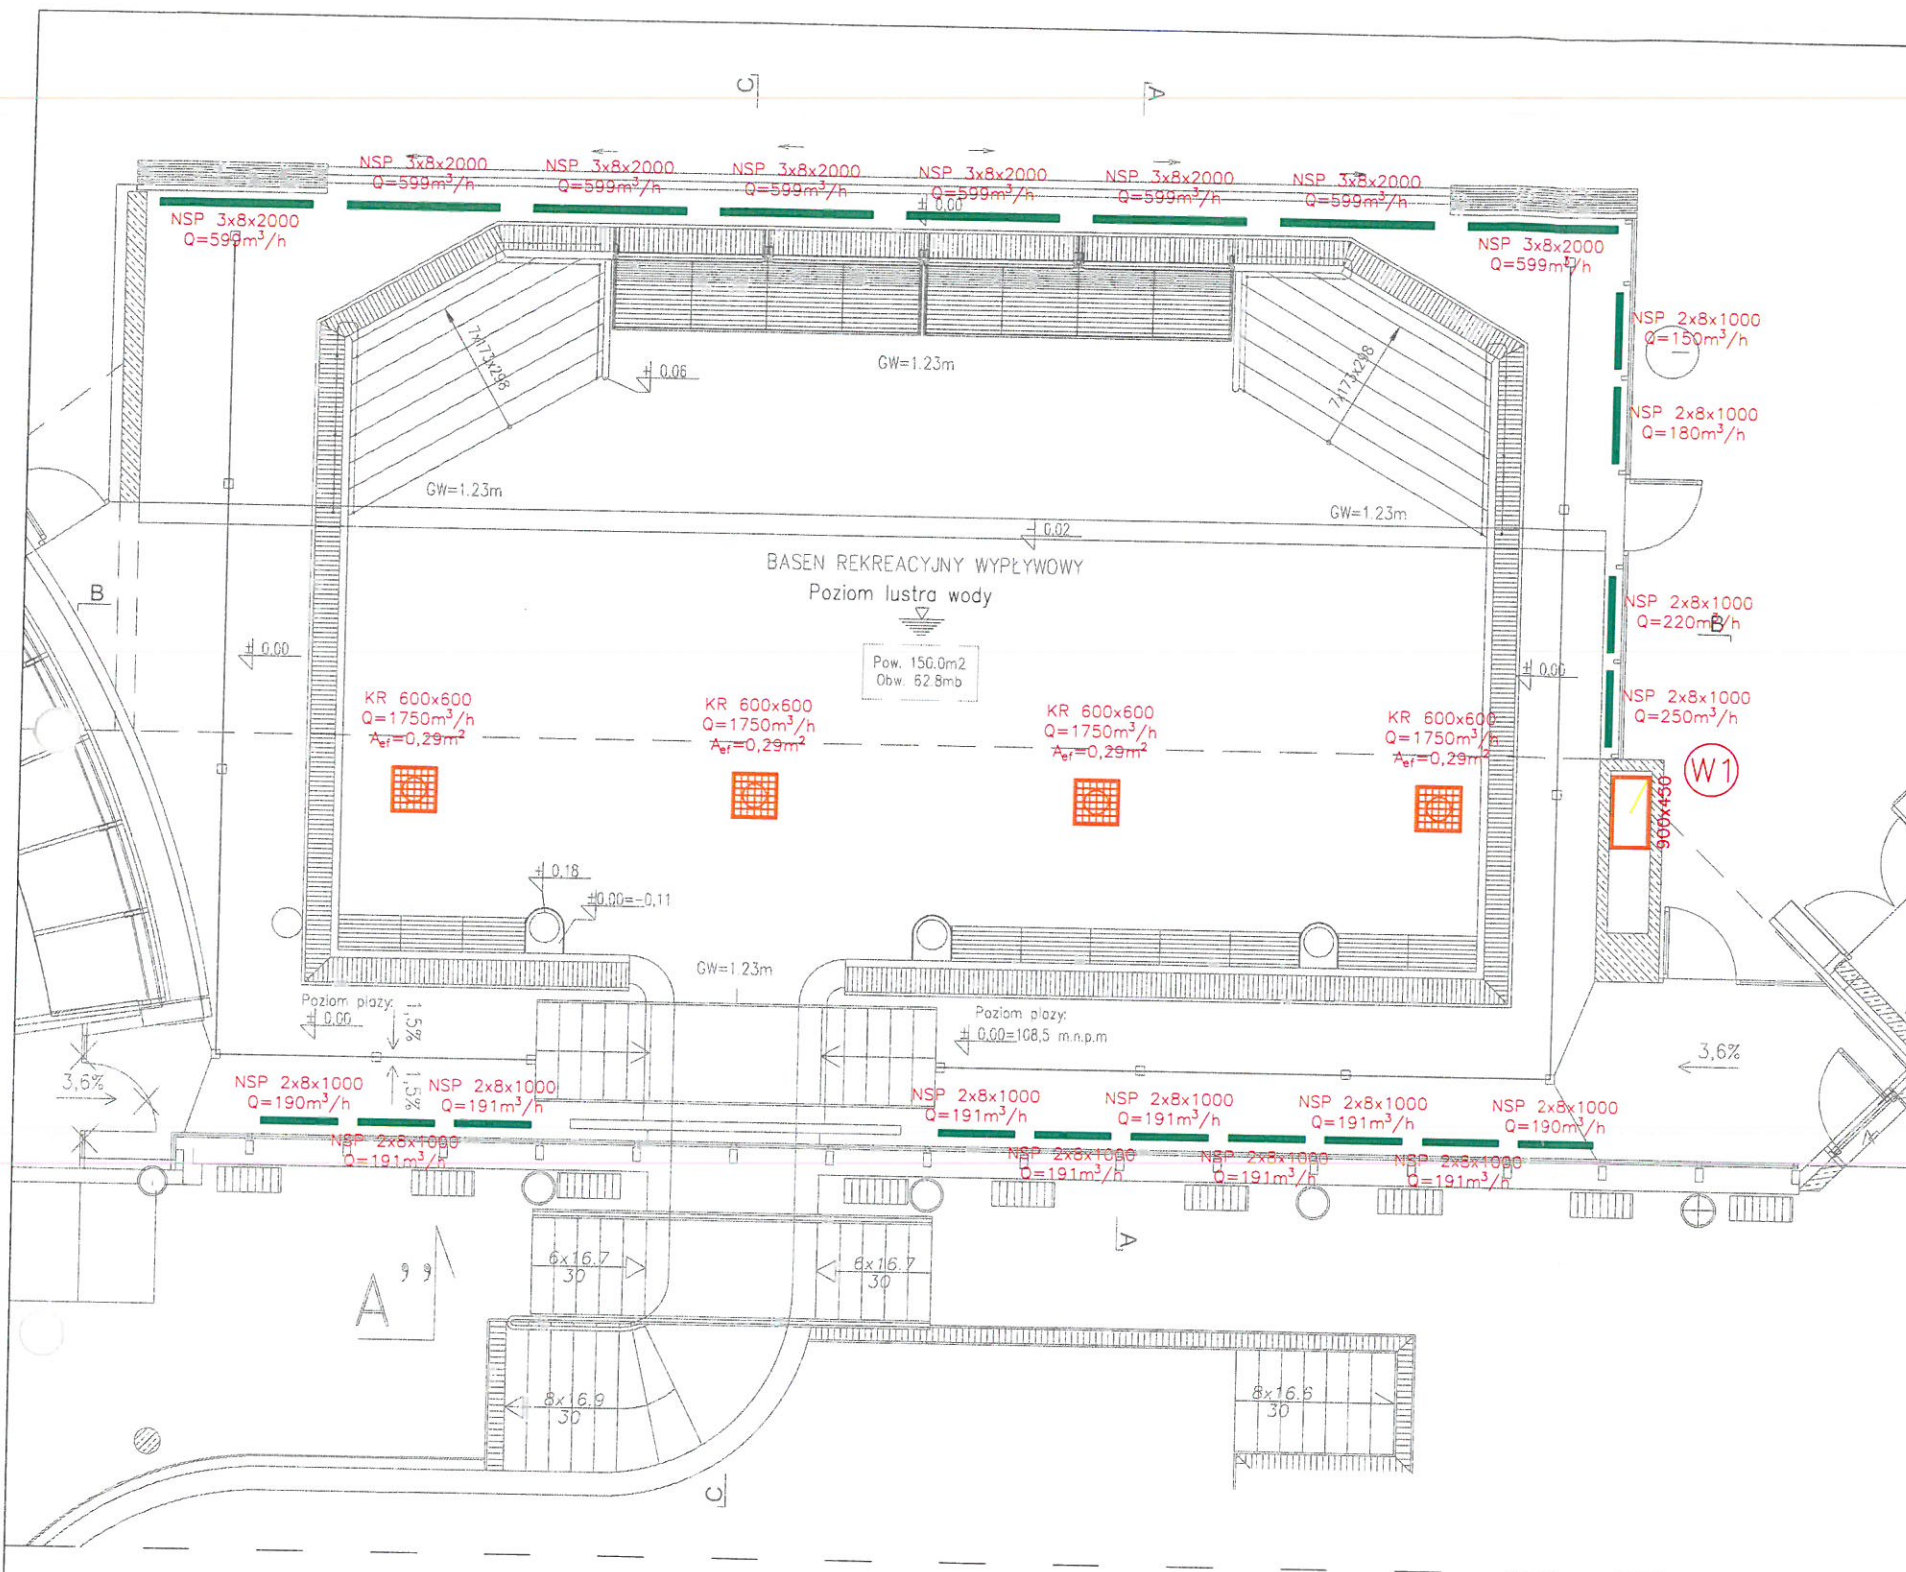 C
A
NSP 3x8x2000
Q=599m³/h
NSP 3x8x2000
Q=599m³/h
NSP 3x8x2000
Q=599m³/h
NSP 3x8x2000
Q=599m³/h
NSP 3x8x2000
Q=599m³/h
NSP 3x8x2000
Q=599m³/h
NSP 3x8x2000
Q=599m³/h
± 0.00
NSP 3x8x2000
Q=599m³/h
NSP 2x8x1000
Q=150m³/h
7x173x298
± 0.06
GW=1.23m
7x173x298
NSP 2x8x1000
Q=180m³/h
GW=1.23m
GW=1.23m
- 0.02
BASEN REKREACYJNY WYPŁYWOWY
Poziom lustra wody
B
NSP 2x8x1000
Q=220m³/h
B
± 0.00
Pow. 150.0m2
Obw. 62.8mb
± 0.00
NSP 2x8x1000
Q=250m³/h
KR 600x600
Q=1750m³/h
Aef=0,29m²
KR 600x600
Q=1750m³/h
Aef=0,29m²
KR 600x600
Q=1750m³/h
Aef=0,29m²
KR 600x600
Q=1750m³/h
Aef=0,29m²
W1
900x450
± 0.18
±0.00=-0.11
GW=1.23m
Poziom plaży:
± 0.00
1,5%
1,5%
Poziom plaży:
± 0.00=108,5 m.n.p.m
3,6%
3,6%
NSP 2x8x1000
Q=190m³/h
NSP 2x8x1000
Q=191m³/h
NSP 2x8x1000
Q=191m³/h
NSP 2x8x1000
Q=191m³/h
NSP 2x8x1000
Q=191m³/h
NSP 2x8x1000
Q=190m³/h
NSP 2x8x1000
Q=191m³/h
NSP 2x8x1000
Q=191m³/h
NSP 2x8x1000
Q=191m³/h
NSP 2x8x1000
Q=191m³/h
A
A''
6x16.7
30
6x16.7
30
8x16.9
30
8x16.6
30
C